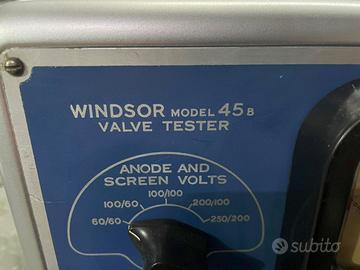 WINDSOR MODEL 45 B
VALVE TESTER
ANODE AND
SCREEN VOLTS
100/100
100/60 200/100
60/60 250/200
subito